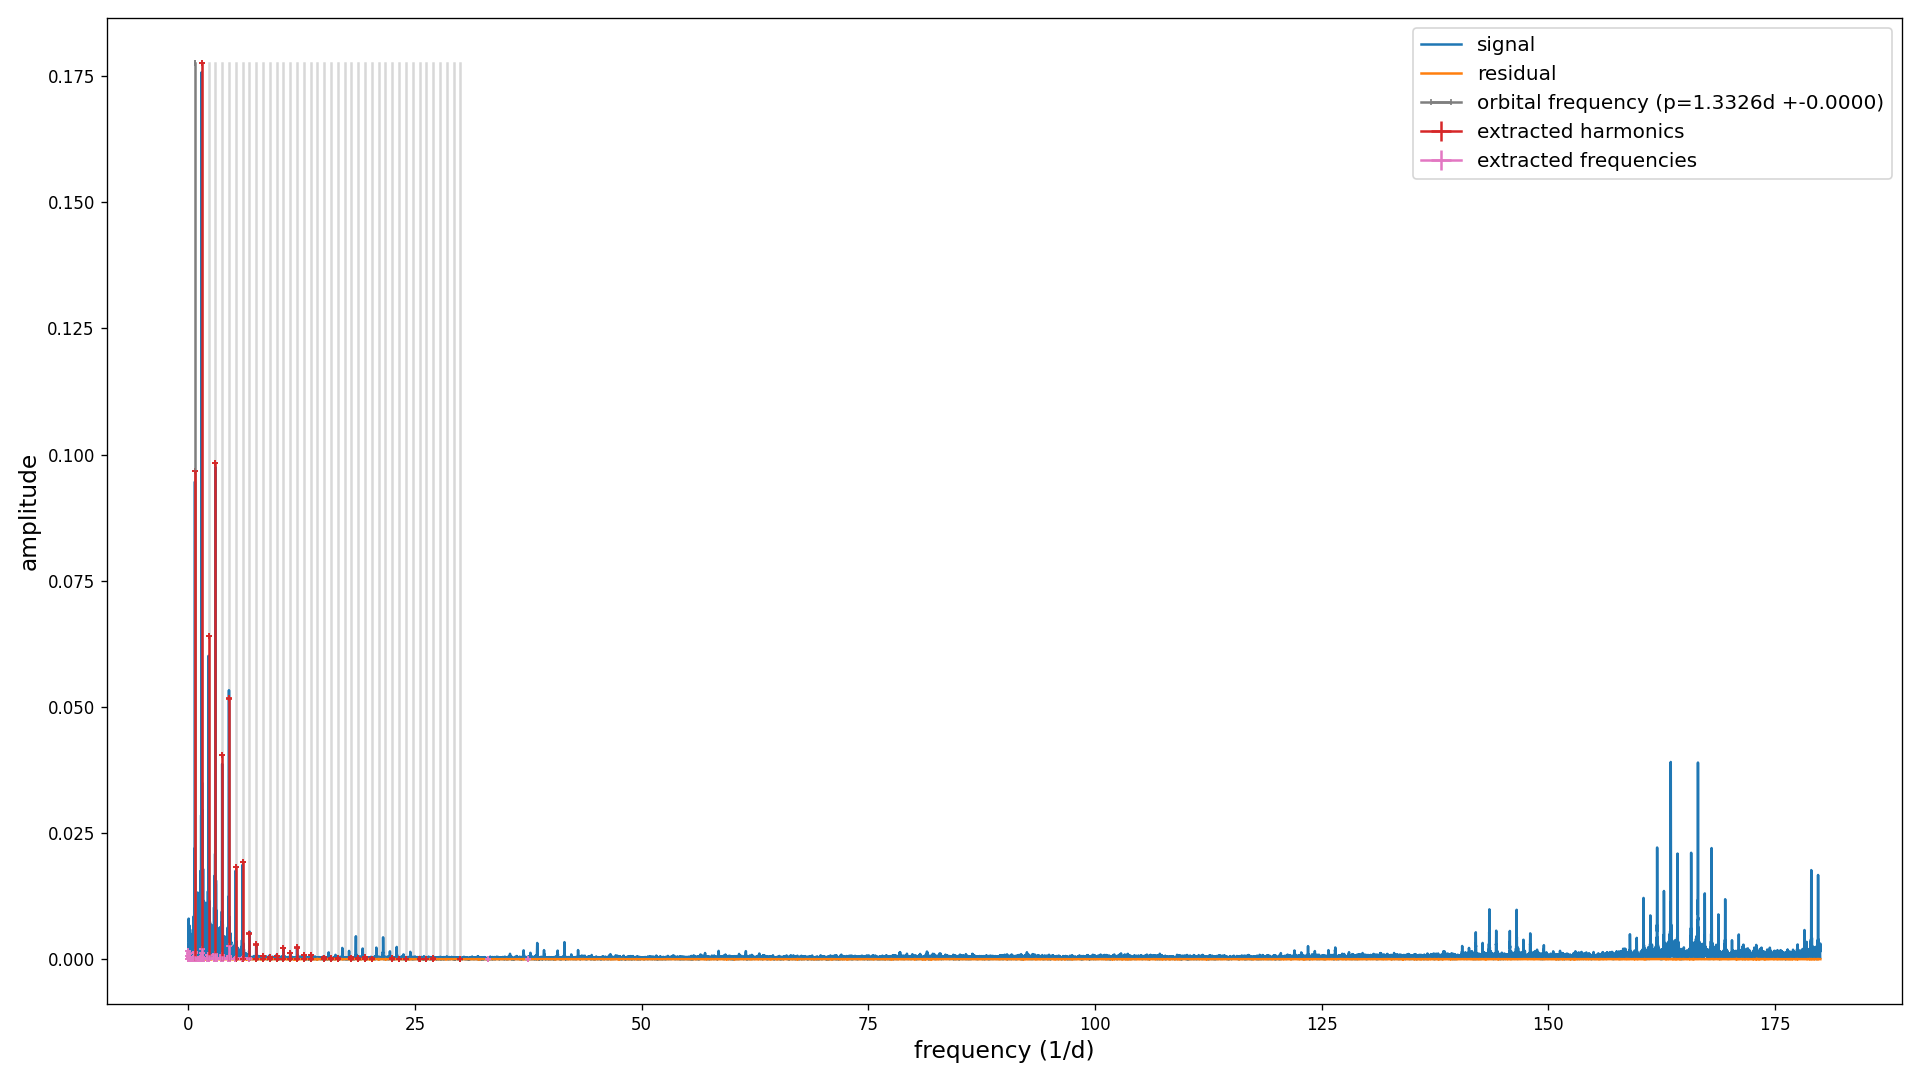 signal
residual
orbital frequency (p=1.3326d +-0.0000)
extracted harmonics
extracted frequencies
amplitude
0.175
0.150
0.125
0.100
0.075
0.050
0.025
0.000
0 25 50 75 100 125 150 175
frequency (1/d)